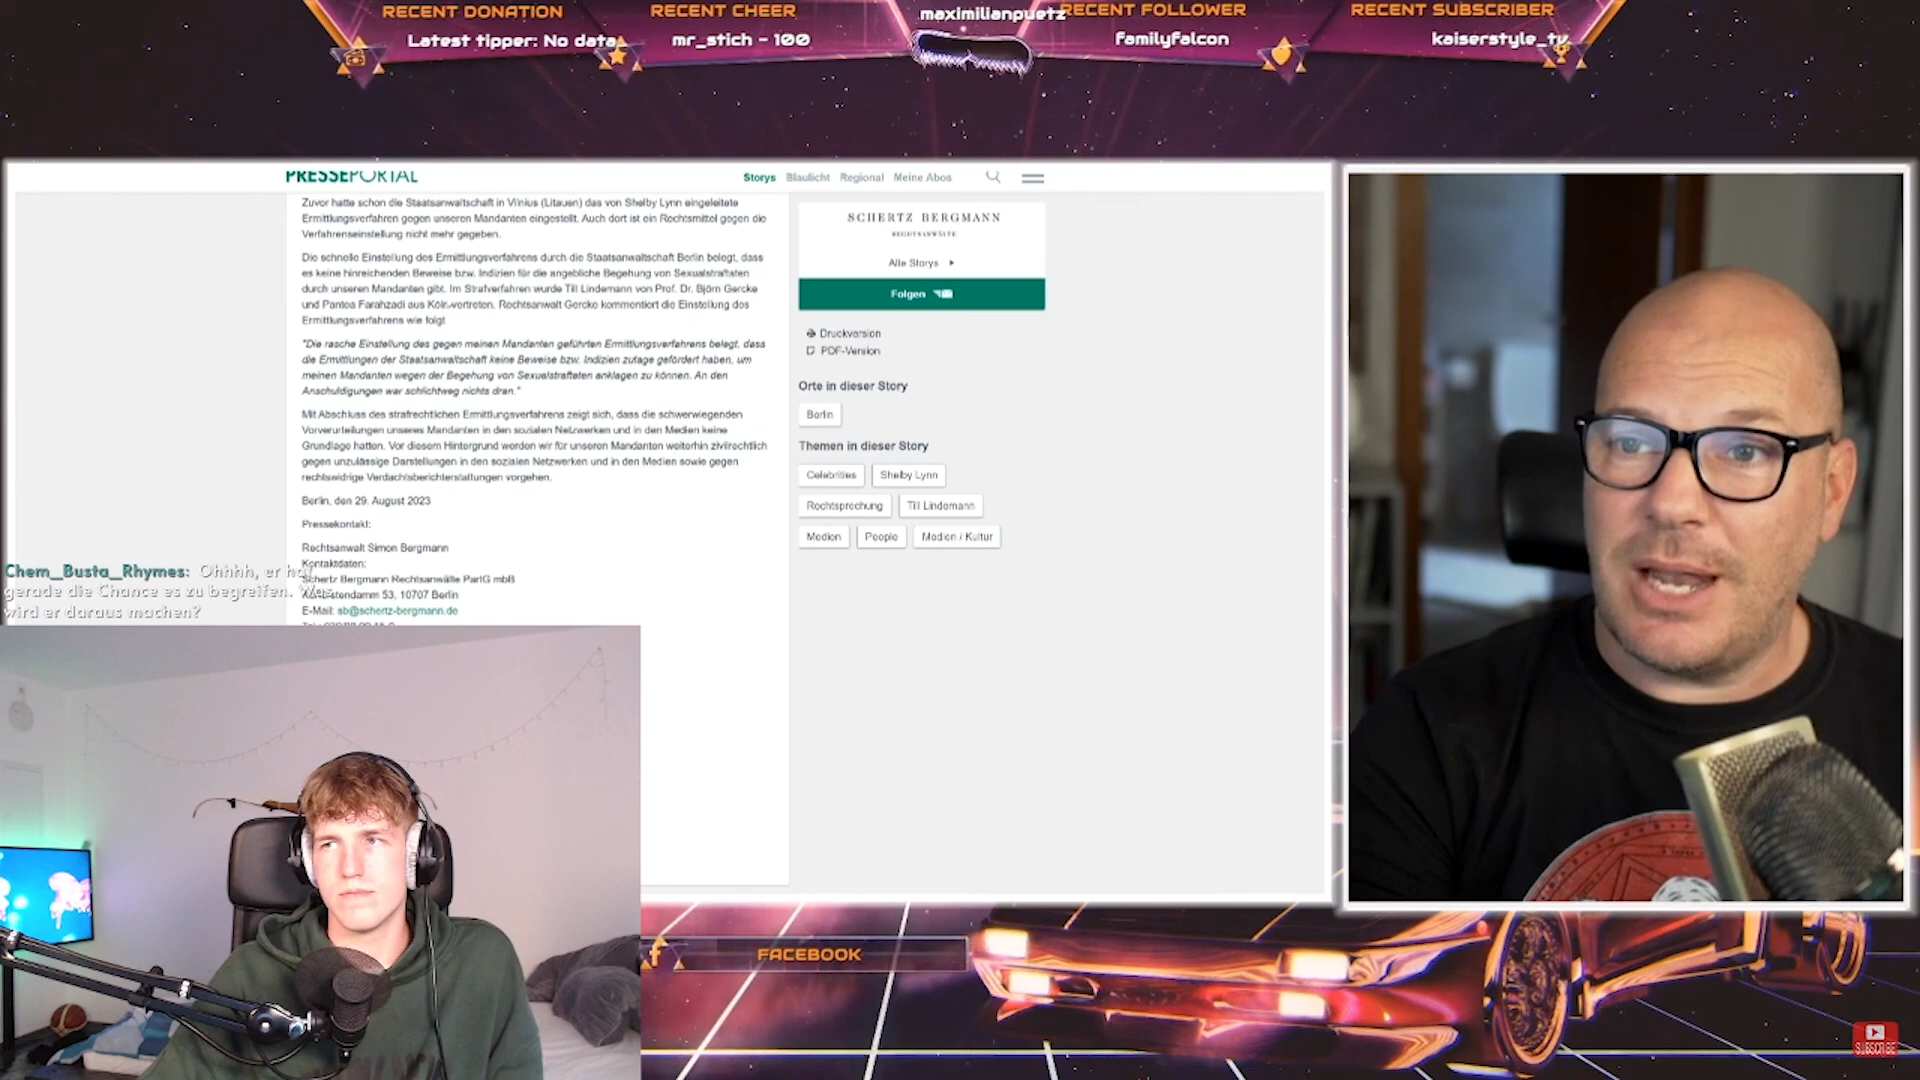 RECENT DONATION
Latest tipper: No data
RECENT CHEER
mr_stich - 100
maximilianpuetz
RECENT FOLLOWER
familyfalcon
RECENT SUBSCRIBER
kaiserstyle_tv
PRESSEPORTAL
Storys Blaulicht Regional Meine Abos
Zuvor hatte schon die Staatsanwaltschaft in Vilnius (Litauen) das von Shelby Lynn eingeleitete
Ermittlungsverfahren gegen unseren Mandanten eingestellt. Auch dort ist ein Rechtsmittel gegen die
Verfahrenseinstellung nicht mehr gegeben.
Die schnelle Einstellung des Ermittlungsverfahrens durch die Staatsanwaltschaft Berlin belegt, dass
es keine hinreichenden Beweise bzw. Indizien für die angebliche Begehung von Sexualstraftaten
durch unseren Mandanten gibt. Im Strafverfahren wurde Till Lindemann von Prof. Dr. Björn Gercke
und Pantea Farahzadi aus Köln vertreten. Rechtsanwalt Gercke kommentiert die Einstellung des
Ermittlungsverfahrens wie folgt
"Die rasche Einstellung des gegen meinen Mandanten geführten Ermittlungsverfahrens belegt, dass
die Ermittlungen der Staatsanwaltschaft keine Beweise bzw. Indizien zutage gefördert haben, um
meinen Mandanten wegen der Begehung von Sexualstraftaten anklagen zu können. An den
Anschuldigungen war schlichtweg nichts dran."
Mit Abschluss des strafrechtlichen Ermittlungsverfahrens zeigt sich, dass die schwerwiegenden
Vorverurteilungen unseres Mandanten in den sozialen Netzwerken und in den Medien keine
Grundlage hatten. Vor diesem Hintergrund werden wir für unseren Mandanten weiterhin zivilrechtlich
gegen unzulässige Darstellungen in den sozialen Netzwerken und in den Medien sowie gegen
rechtswidrige Verdachtsberichterstattungen vorgehen.
Berlin, den 29. August 2023
Pressekontakt:
Rechtsanwalt Simon Bergmann
Kontaktdaten:
Schertz Bergmann Rechtsanwälte PartG mbB
Kurfürstendamm 53, 10707 Berlin
E-Mail: sb@schertz-bergmann.de
SCHERTZ BERGMANN
RECHTSANWÄLTE
Alle Storys
Folgen
Druckversion
PDF-Version
Orte in dieser Story
Berlin
Themen in dieser Story
Celebrities Shelby Lynn
Rechtsprechung Till Lindemann
Medien People Medien / Kultur
Chem_Busta_Rhymes: Ohhhh, er hat
gerade die Chance es zu begreifen. Was
wird er daraus machen?
FACEBOOK
SUBSCRIBE